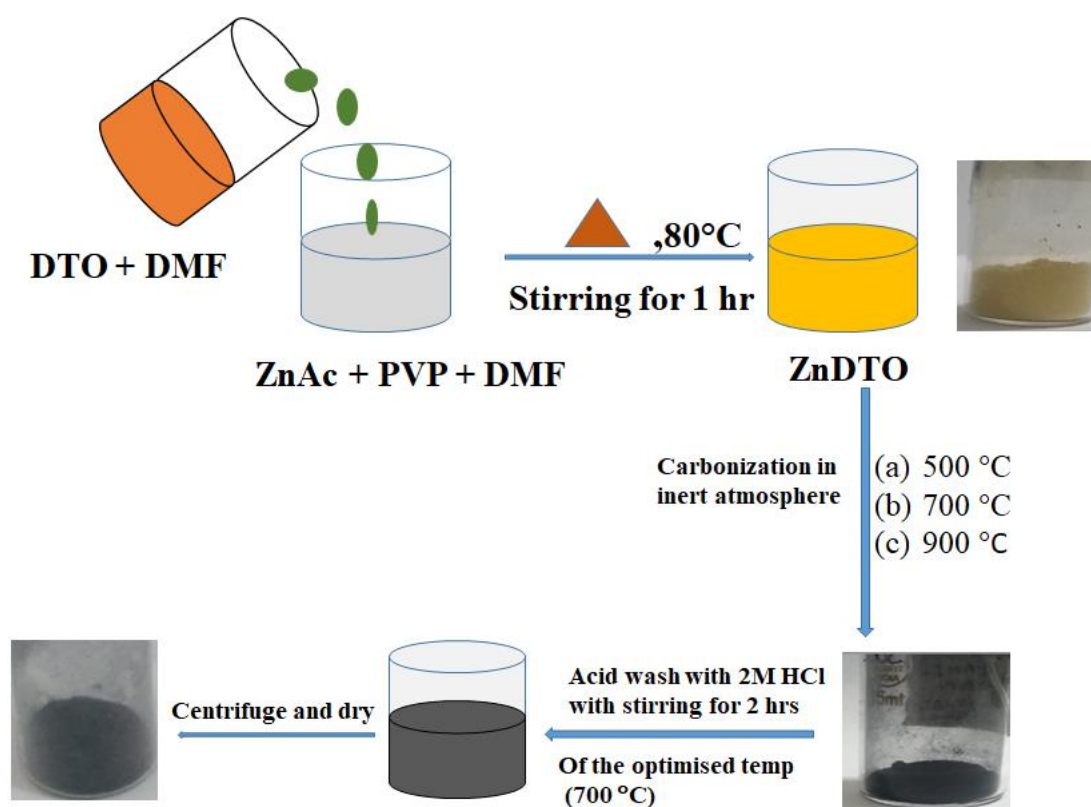 DTO + DMF
ZnAc + PVP + DMF
,80°C
Stirring for 1 hr
ZnDTO
Carbonization in
inert atmosphere
(a) 500 °C
(b) 700 °C
(c) 900 °C
Acid wash with 2M HCl
with stirring for 2 hrs
Of the optimised temp
(700 °C)
Centrifuge and dry